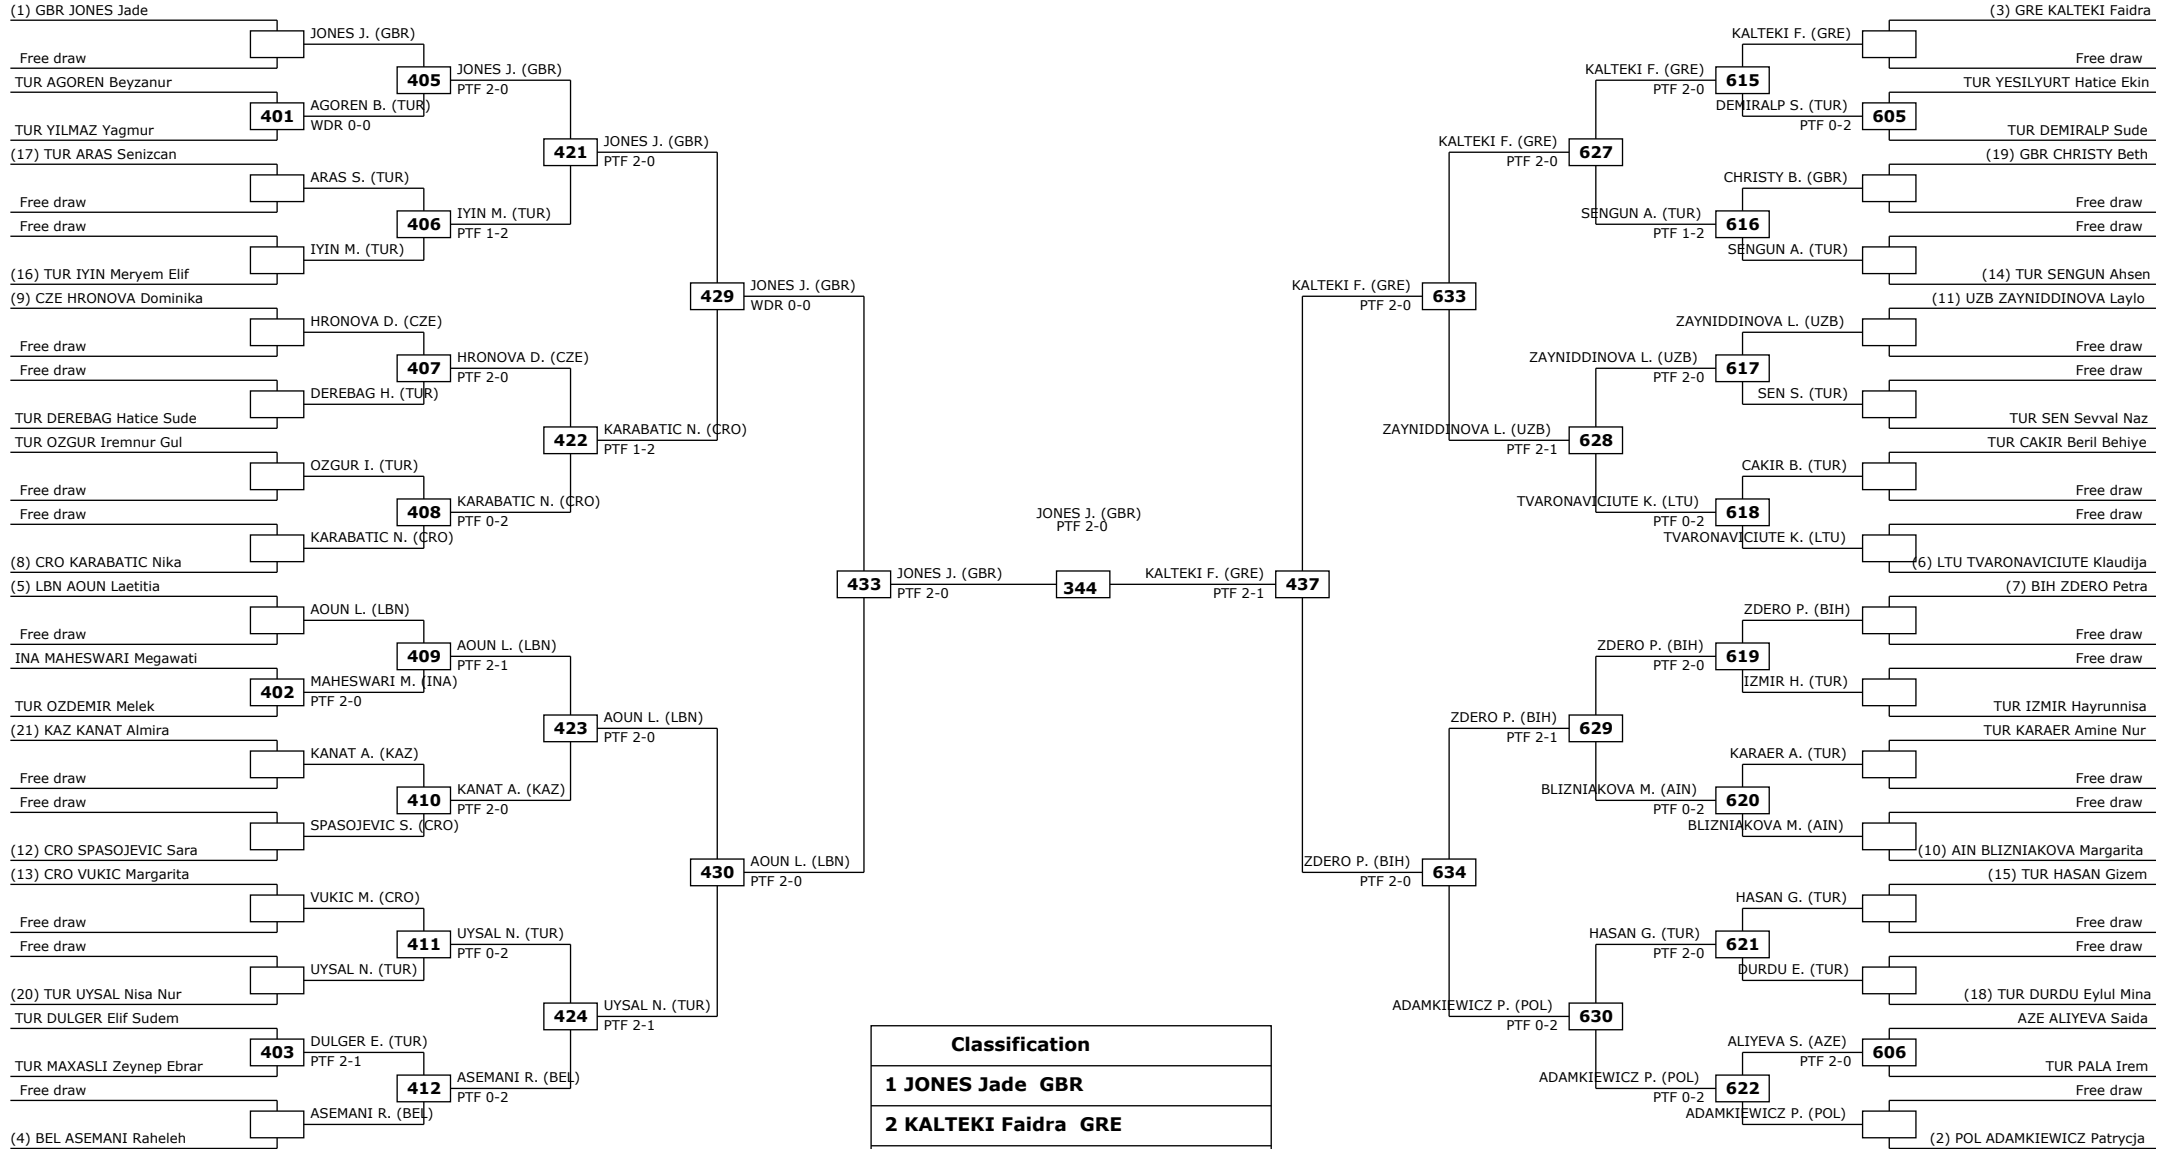 (1) GBR JONES Jade
JONES J. (GBR)
Free draw
405
JONES J. (GBR)
PTF 2-0
TUR AGOREN Beyzanur
401
AGOREN B. (TUR)
WDR 0-0
TUR YILMAZ Yagmur
421
JONES J. (GBR)
PTF 2-0
(17) TUR ARAS Senizcan
ARAS S. (TUR)
Free draw
406
IYIN M. (TUR)
PTF 1-2
Free draw
IYIN M. (TUR)
(16) TUR IYIN Meryem Elif
429
JONES J. (GBR)
WDR 0-0
(9) CZE HRONOVA Dominika
HRONOVA D. (CZE)
Free draw
407
HRONOVA D. (CZE)
PTF 2-0
Free draw
DEREBAG H. (TUR)
TUR DEREBAG Hatice Sude
422
KARABATIC N. (CRO)
PTF 1-2
TUR OZGUR Iremnur Gul
OZGUR I. (TUR)
Free draw
408
KARABATIC N. (CRO)
PTF 0-2
Free draw
KARABATIC N. (CRO)
(8) CRO KARABATIC Nika
433
JONES J. (GBR)
PTF 2-0
(5) LBN AOUN Laetitia
AOUN L. (LBN)
Free draw
409
AOUN L. (LBN)
PTF 2-1
INA MAHESWARI Megawati
402
MAHESWARI M. (INA)
PTF 2-0
TUR OZDEMIR Melek
423
AOUN L. (LBN)
PTF 2-0
(21) KAZ KANAT Almira
KANAT A. (KAZ)
Free draw
410
KANAT A. (KAZ)
PTF 2-0
Free draw
SPASOJEVIC S. (CRO)
(12) CRO SPASOJEVIC Sara
430
AOUN L. (LBN)
PTF 2-0
(13) CRO VUKIC Margarita
VUKIC M. (CRO)
Free draw
411
UYSAL N. (TUR)
PTF 0-2
Free draw
UYSAL N. (TUR)
(20) TUR UYSAL Nisa Nur
424
UYSAL N. (TUR)
PTF 2-1
TUR DULGER Elif Sudem
403
DULGER E. (TUR)
PTF 2-1
TUR MAXASLI Zeynep Ebrar
412
ASEMANI R. (BEL)
PTF 0-2
Free draw
ASEMANI R. (BEL)
(4) BEL ASEMANI Raheleh
JONES J. (GBR)
PTF 2-0
344
(3) GRE KALTEKI Faidra
KALTEKI F. (GRE)
Free draw
KALTEKI F. (GRE)
PTF 2-0
615
TUR YESILYURT Hatice Ekin
DEMIRALP S. (TUR)
PTF 0-2
605
TUR DEMIRALP Sude
KALTEKI F. (GRE)
PTF 2-0
627
(19) GBR CHRISTY Beth
CHRISTY B. (GBR)
Free draw
SENGUN A. (TUR)
PTF 1-2
616
Free draw
SENGUN A. (TUR)
(14) TUR SENGUN Ahsen
KALTEKI F. (GRE)
PTF 2-0
633
(11) UZB ZAYNIDDINOVA Laylo
ZAYNIDDINOVA L. (UZB)
Free draw
ZAYNIDDINOVA L. (UZB)
PTF 2-0
617
Free draw
SEN S. (TUR)
TUR SEN Sevval Naz
ZAYNIDDINOVA L. (UZB)
PTF 2-1
628
TUR CAKIR Beril Behiye
CAKIR B. (TUR)
Free draw
TVARONAVICIUTE K. (LTU)
PTF 0-2
618
Free draw
TVARONAVICIUTE K. (LTU)
(6) LTU TVARONAVICIUTE Klaudija
KALTEKI F. (GRE)
PTF 2-1
437
(7) BIH ZDERO Petra
ZDERO P. (BIH)
Free draw
ZDERO P. (BIH)
PTF 2-0
619
Free draw
IZMIR H. (TUR)
TUR IZMIR Hayrunnisa
ZDERO P. (BIH)
PTF 2-1
629
TUR KARAER Amine Nur
KARAER A. (TUR)
Free draw
BLIZNIAKOVA M. (AIN)
PTF 0-2
620
Free draw
BLIZNIAKOVA M. (AIN)
(10) AIN BLIZNIAKOVA Margarita
ZDERO P. (BIH)
PTF 2-0
634
(15) TUR HASAN Gizem
HASAN G. (TUR)
Free draw
HASAN G. (TUR)
PTF 2-0
621
Free draw
DURDU E. (TUR)
(18) TUR DURDU Eylul Mina
ADAMKIEWICZ P. (POL)
PTF 0-2
630
AZE ALIYEVA Saida
ALIYEVA S. (AZE)
PTF 2-0
606
TUR PALA Irem
ADAMKIEWICZ P. (POL)
PTF 0-2
622
Free draw
ADAMKIEWICZ P. (POL)
(2) POL ADAMKIEWICZ Patrycja
Classification
1 JONES Jade GBR
2 KALTEKI Faidra GRE